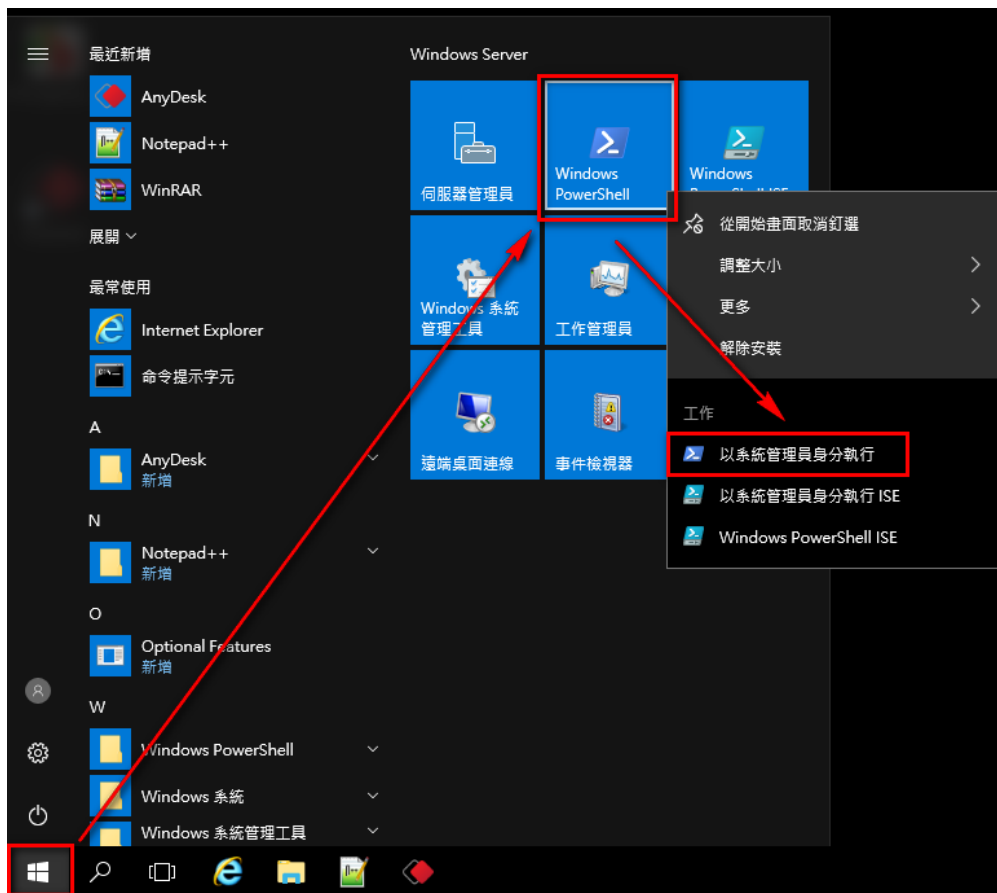 最近新增
AnyDesk
Notepad++
WinRAR
展開
最常使用
Internet Explorer
命令提示字元
A
AnyDesk
新增
N
Notepad++
新增
O
Optional Features
新增
W
Windows PowerShell
Windows 系統
Windows 系統管理工具
Windows Server
伺服器管理員
Windows
PowerShell
Windows
Windows 系統
管理工具
工作管理員
遠端桌面連線
事件檢視器
從開始畫面取消釘選
調整大小
更多
解除安裝
工作
以系統管理員身分執行
以系統管理員身分執行 ISE
Windows PowerShell ISE